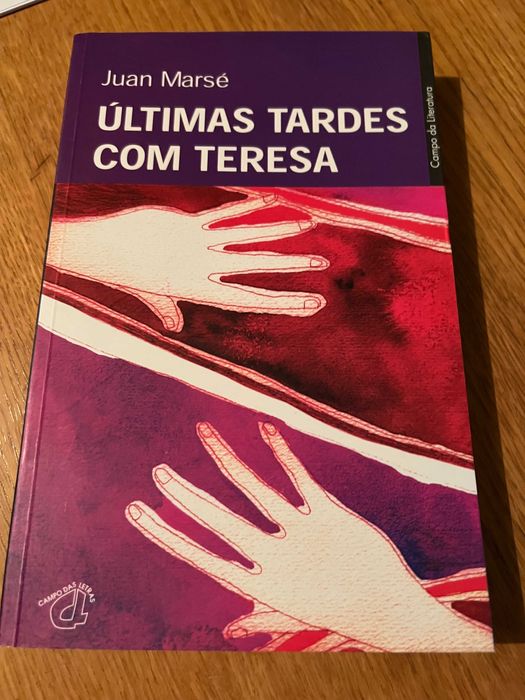 Juan Marsé
ÚLTIMAS TARDES
COM TERESA
Campo da Literatura
CAMPO DAS LETRAS